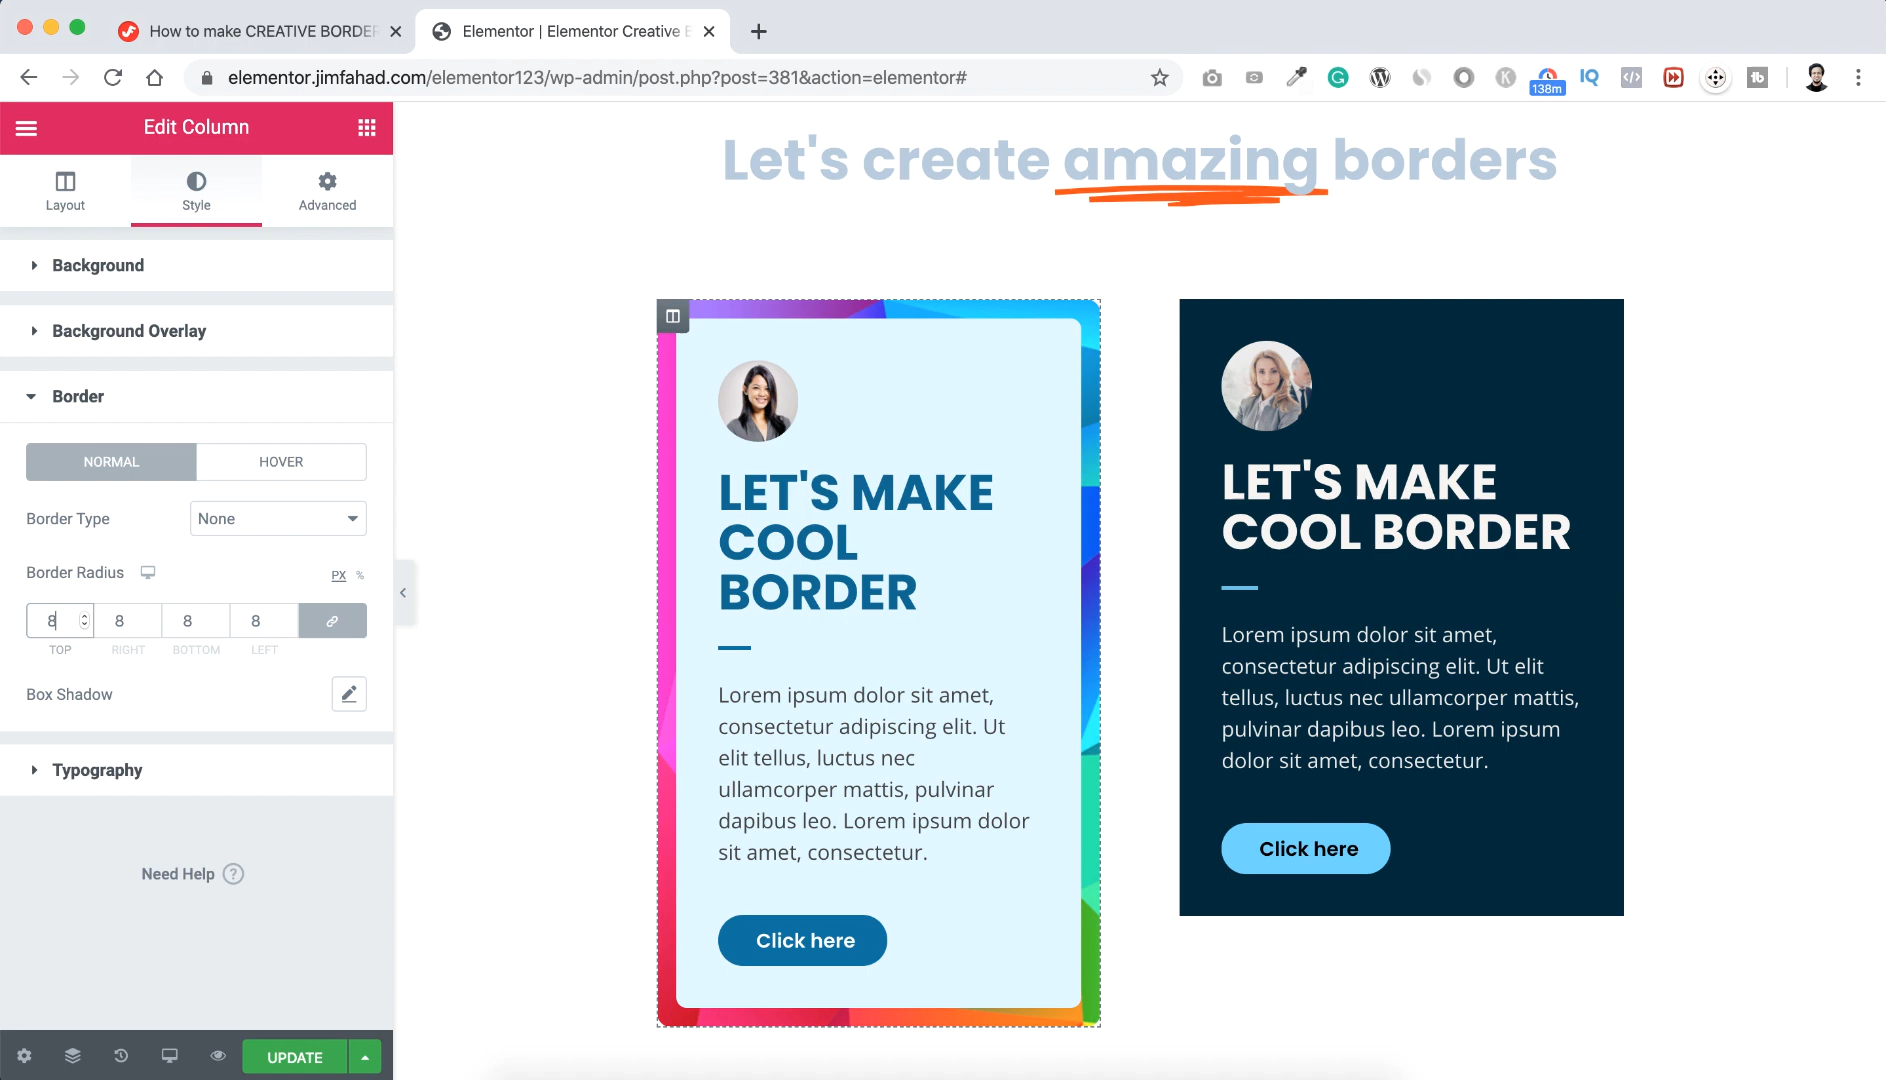 How to make CREATIVE BORDER
Elementor | Elementor Creative
elementor.jimfahad.com/elementor123/wp-admin/post.php?post=381&action=elementor#
138m
IQ
K
tb
Edit Column
Layout
Style
Advanced
Background
Background Overlay
Border
NORMAL
HOVER
Border Type
None
Border Radius
PX %
8 8 8 8
TOP RIGHT BOTTOM LEFT
Box Shadow
Typography
Need Help ?
UPDATE
Let's create amazing borders
LET'S MAKE
COOL
BORDER
Lorem ipsum dolor sit amet,
consectetur adipiscing elit. Ut
elit tellus, luctus nec
ullamcorper mattis, pulvinar
dapibus leo. Lorem ipsum dolor
sit amet, consectetur.
Click here
LET'S MAKE
COOL BORDER
Lorem ipsum dolor sit amet,
consectetur adipiscing elit. Ut elit
tellus, luctus nec ullamcorper mattis,
pulvinar dapibus leo. Lorem ipsum
dolor sit amet, consectetur.
Click here